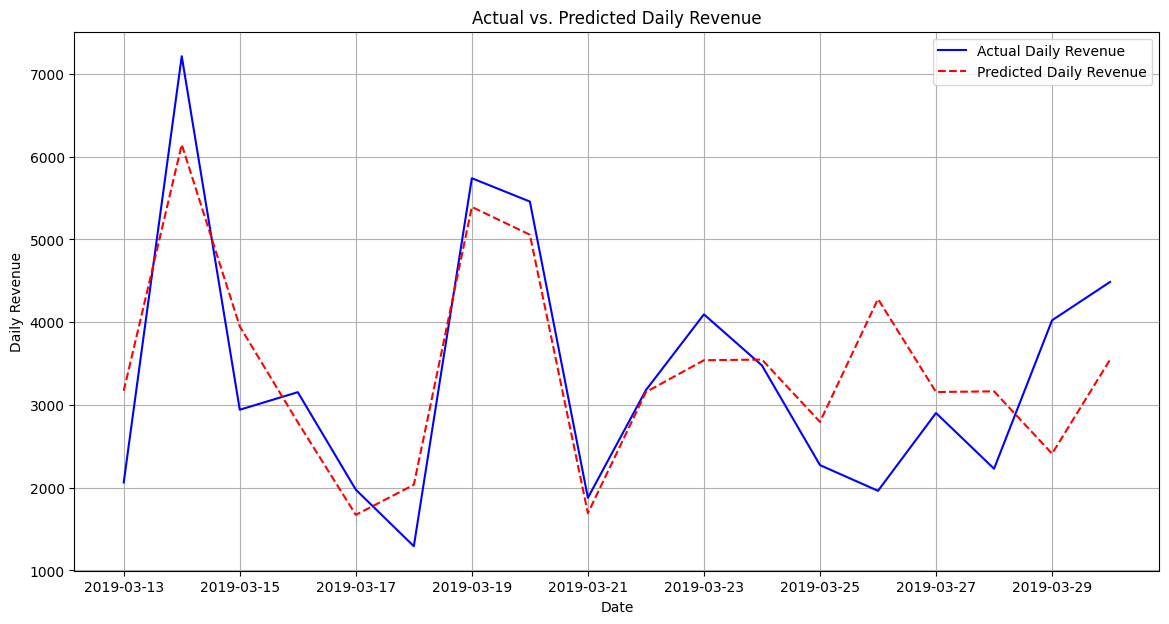 Actual vs. Predicted Daily Revenue
Actual Daily Revenue
Predicted Daily Revenue
7000
6000
5000
4000
3000
2000
1000
Daily Revenue
2019-03-13 2019-03-15 2019-03-17 2019-03-19 2019-03-21 2019-03-23 2019-03-25 2019-03-27 2019-03-29
Date